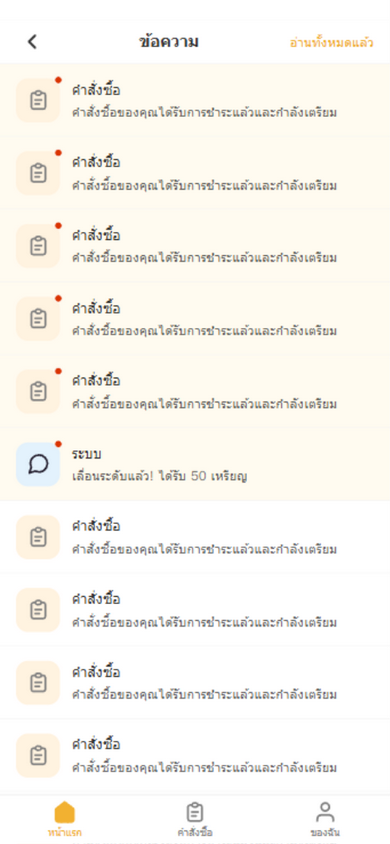 ข้อความ
อ่านทั้งหมดแล้ว
คำสั่งซื้อ
คำสั่งซื้อของคุณได้รับการชำระแล้วและกำลังเตรียม
คำสั่งซื้อ
คำสั่งซื้อของคุณได้รับการชำระแล้วและกำลังเตรียม
คำสั่งซื้อ
คำสั่งซื้อของคุณได้รับการชำระแล้วและกำลังเตรียม
คำสั่งซื้อ
คำสั่งซื้อของคุณได้รับการชำระแล้วและกำลังเตรียม
คำสั่งซื้อ
คำสั่งซื้อของคุณได้รับการชำระแล้วและกำลังเตรียม
ระบบ
เลื่อนระดับแล้ว! ได้รับ 50 เหรียญ
คำสั่งซื้อ
คำสั่งซื้อของคุณได้รับการชำระแล้วและกำลังเตรียม
คำสั่งซื้อ
คำสั่งซื้อของคุณได้รับการชำระแล้วและกำลังเตรียม
คำสั่งซื้อ
คำสั่งซื้อของคุณได้รับการชำระแล้วและกำลังเตรียม
คำสั่งซื้อ
คำสั่งซื้อของคุณได้รับการชำระแล้วและกำลังเตรียม
หน้าแรก
คำสั่งซื้อ
ของฉัน